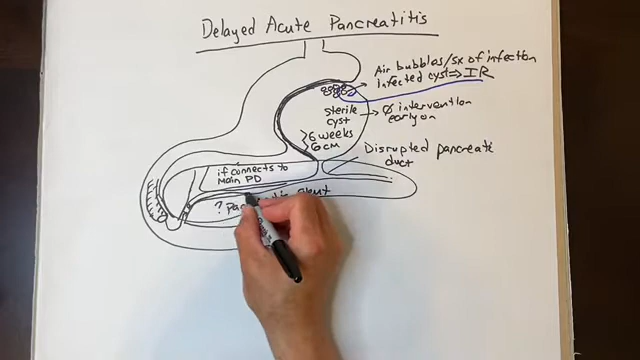 Delayed Acute Pancreatitis
Air bubbles/sx of infection
infected cyst → IR
sterile → Ø intervention
cyst early on
6 weeks
6 cm
Disrupted pancreatic
duct
if connects to
main PD
?